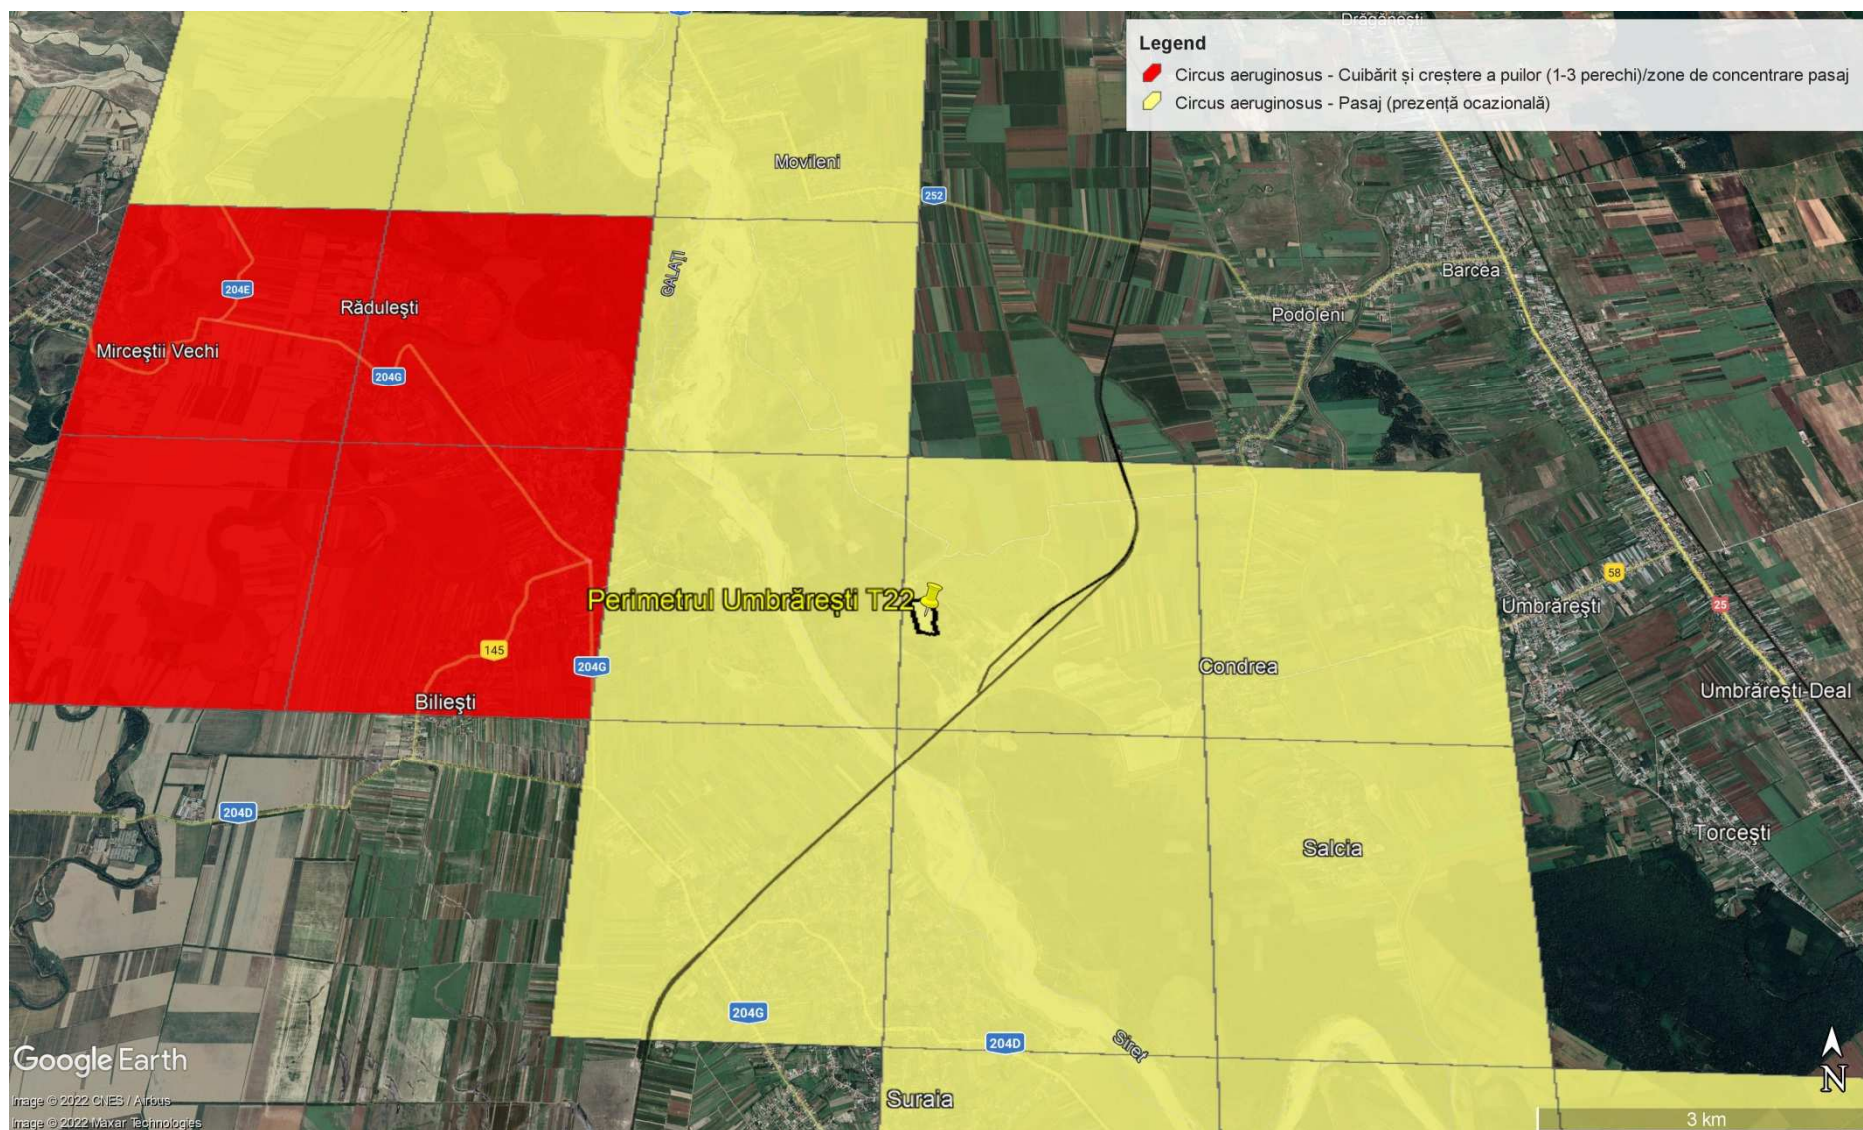 Drăgănești
Legend
Circus aeruginosus - Cuibărit și creștere a puilor (1-3 perechi)/zone de concentrare pasaj
Circus aeruginosus - Pasaj (prezență ocazională)
Movileni
252
GALAȚI
Barcea
204E
Rădulești
Podoleni
Mirceștii Vechi
204G
58
Perimetrul Umbrărești T22
Umbrărești
25
145
204G
Condrea
Biliești
Umbrărești-Deal
204D
Torcești
Salcia
204G
204D
Siret
Google Earth
N
Suraia
Image © 2022 CNES / Airbus
Image © 2022 Maxar Technologies
3 km